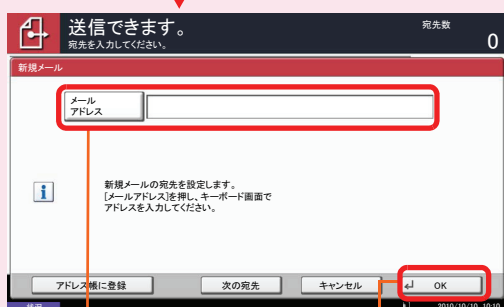 送信できます。
宛先を入力してください。
宛先数
0
新規メール
メール
アドレス
新規メールの宛先を設定します。
[メールアドレス]を押し、キーボード画面で
アドレスを入力してください。
アドレス帳に登録
次の宛先
キャンセル
OK
2010/10/10 10:10